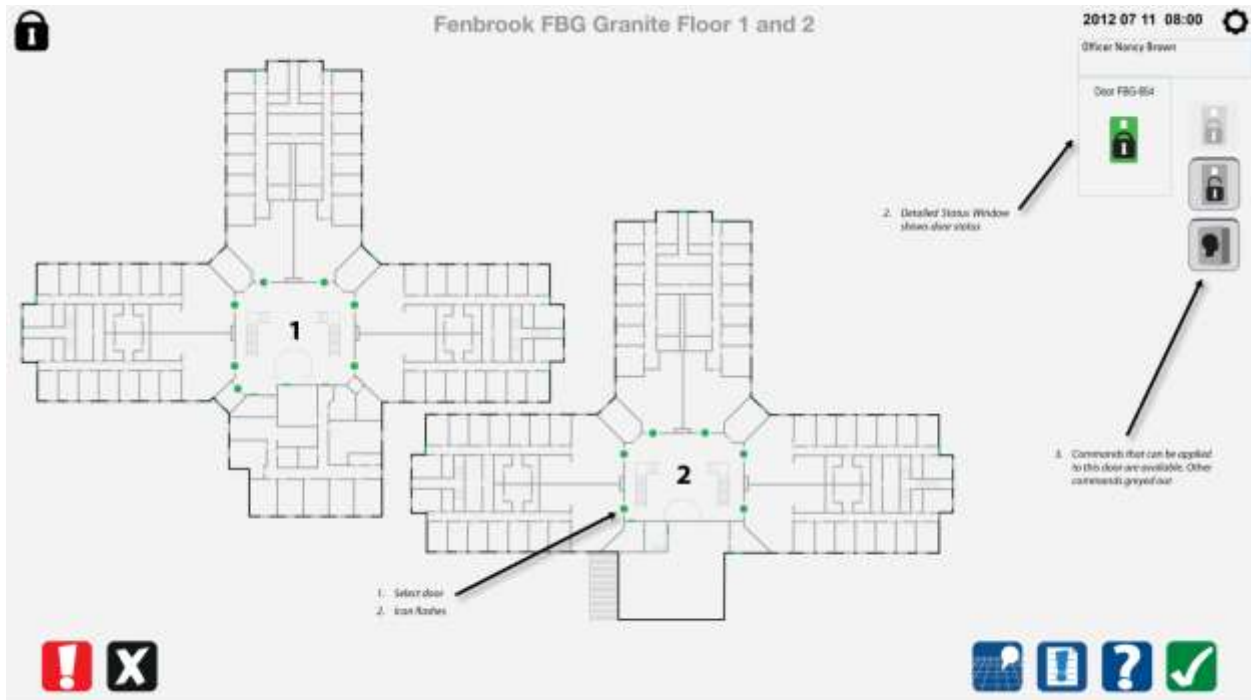 Fenbrook FBG Granite Floor 1 and 2
2012 07 11 08:00
Officer Nancy Brown
Door FBG-854
2. Detailed Status Window
shows door status
1
2
3. Commands that can be applied
to this door are available. Other
commands greyed out
1. Select door
2. Icon flashes